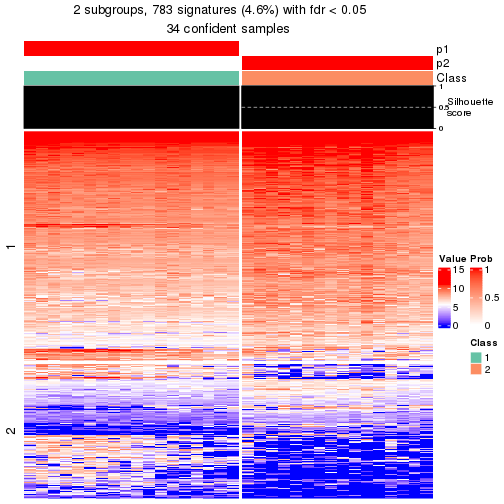 2 subgroups, 783 signatures (4.6%) with fdr < 0.05
34 confident samples
p1
p2
Class
1
0.5
0
Silhouette
score
1
2
Value
15
10
5
0
Prob
1
0.5
0
Class
1
2